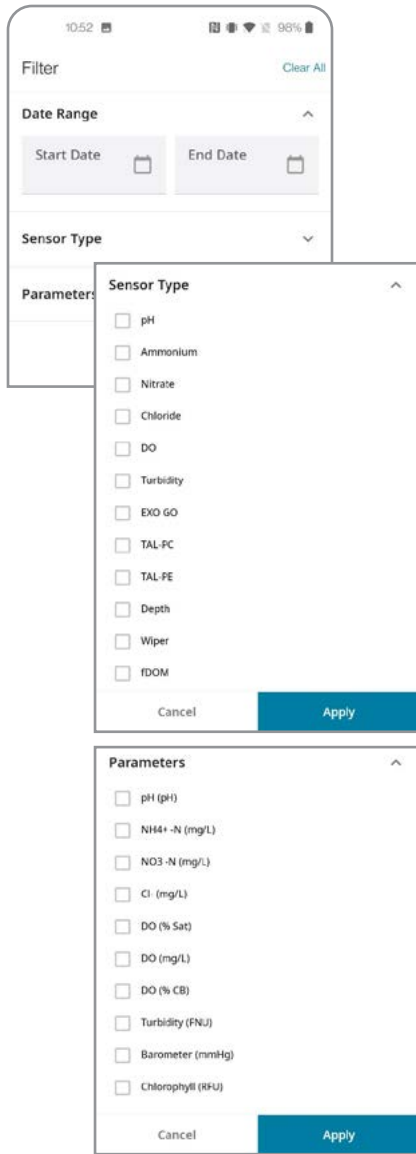 10:52 98%
Filter Clear All
Date Range
Start Date End Date
Sensor Type
Parameters
Sensor Type
pH
Ammonium
Nitrate
Chloride
DO
Turbidity
EXO GO
TAL-PC
TAL-PE
Depth
Wiper
fDOM
Cancel Apply
Parameters
pH (pH)
NH4+ -N (mg/L)
NO3 -N (mg/L)
Cl- (mg/L)
DO (% Sat)
DO (mg/L)
DO (% CB)
Turbidity (FNU)
Barometer (mmHg)
Chlorophyll (RFU)
Cancel Apply